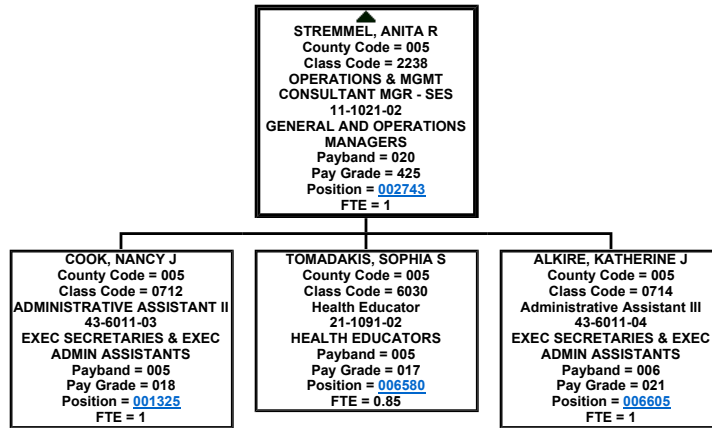 STREMMEL, ANITA R
County Code = 005
Class Code = 2238
OPERATIONS & MGMT
CONSULTANT MGR - SES
11-1021-02
GENERAL AND OPERATIONS
MANAGERS
Payband = 020
Pay Grade = 425
Position = 002743
FTE = 1
COOK, NANCY J
County Code = 005
Class Code = 0712
ADMINISTRATIVE ASSISTANT II
43-6011-03
EXEC SECRETARIES & EXEC
ADMIN ASSISTANTS
Payband = 005
Pay Grade = 018
Position = 001325
FTE = 1
TOMADAKIS, SOPHIA S
County Code = 005
Class Code = 6030
Health Educator
21-1091-02
HEALTH EDUCATORS
Payband = 005
Pay Grade = 017
Position = 006580
FTE = 0.85
ALKIRE, KATHERINE J
County Code = 005
Class Code = 0714
Administrative Assistant III
43-6011-04
EXEC SECRETARIES & EXEC
ADMIN ASSISTANTS
Payband = 006
Pay Grade = 021
Position = 006605
FTE = 1